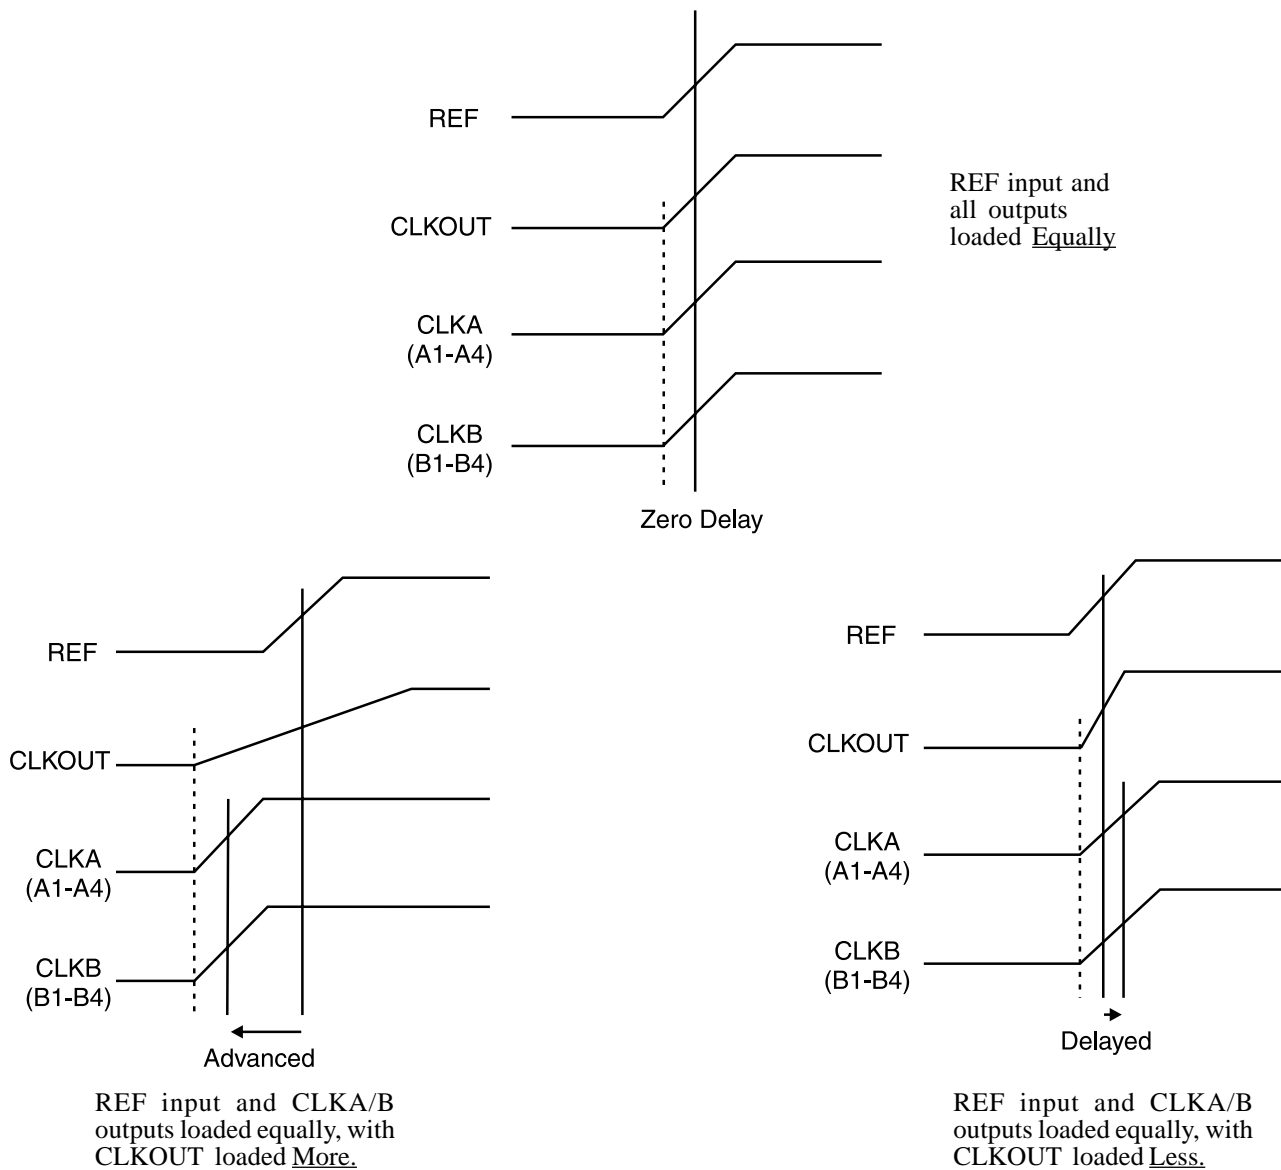 REF
CLKOUT
CLKA
(A1-A4)
CLKB
(B1-B4)
Zero Delay
REF input and
all outputs
loaded Equally
REF
CLKOUT
CLKA
(A1-A4)
CLKB
(B1-B4)
Advanced
REF input and CLKA/B
outputs loaded equally, with
CLKOUT loaded More.
REF
CLKOUT
CLKA
(A1-A4)
CLKB
(B1-B4)
Delayed
REF input and CLKA/B
outputs loaded equally, with
CLKOUT loaded Less.